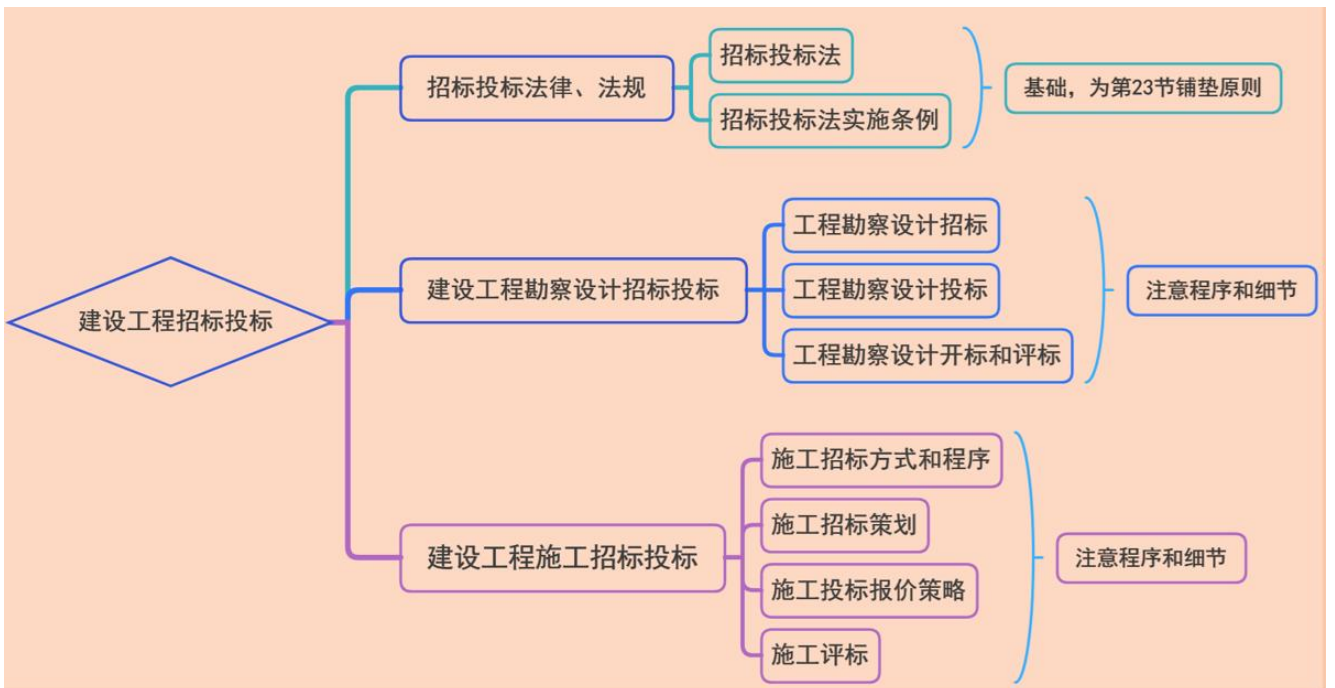 招标投标法
招标投标法律、法规
基础，为第23节铺垫原则
招标投标法实施条例
工程勘察设计招标
建设工程勘察设计招标投标
工程勘察设计投标
注意程序和细节
建设工程招标投标
工程勘察设计开标和评标
施工招标方式和程序
施工招标策划
建设工程施工招标投标
注意程序和细节
施工投标报价策略
施工评标